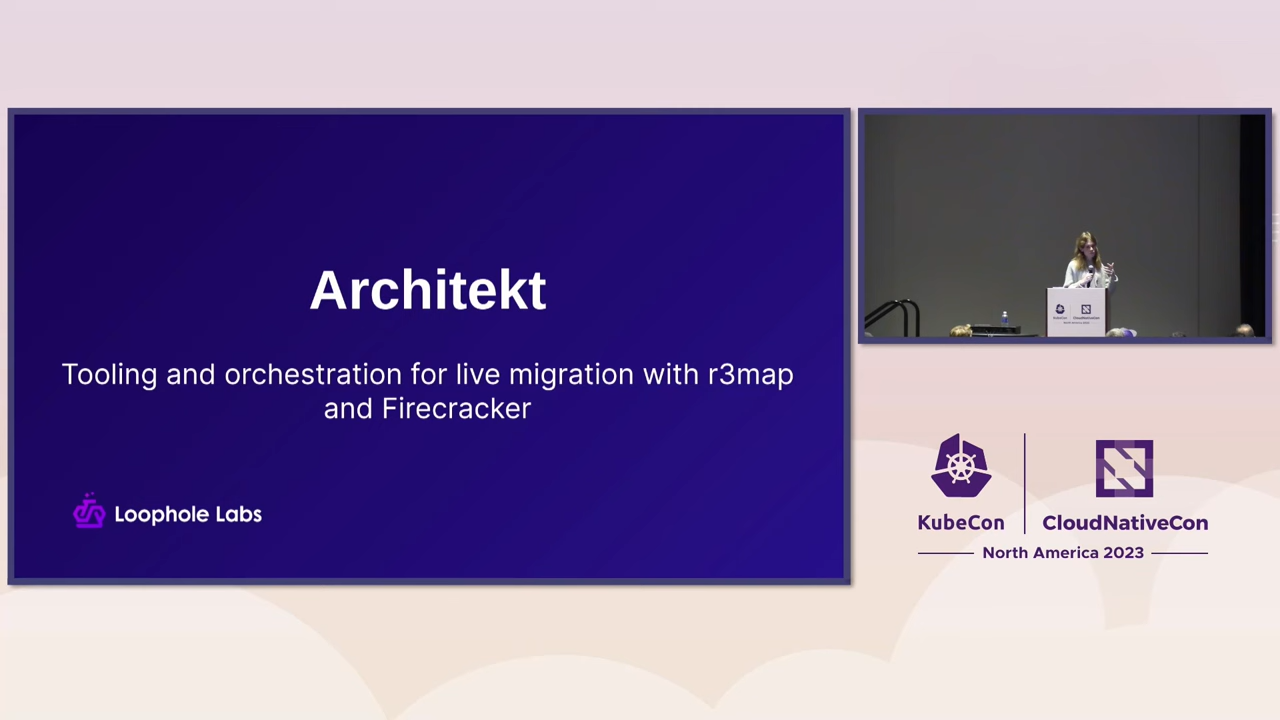 Architekt
Tooling and orchestration for live migration with r3map
and Firecracker
Loophole Labs
KubeCon
CloudNativeCon
North America 2023